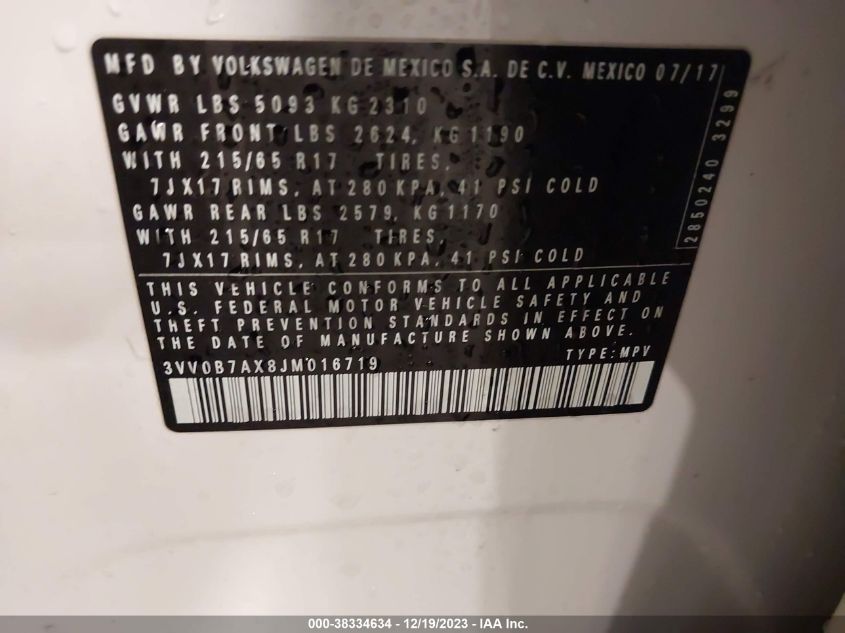 MFD BY VOLKSWAGEN DE MEXICO S.A. DE C.V. MEXICO 07/17
GVWR LBS 5093 KG 2310
GAWR FRONT LBS 2624, KG 1190
WITH 215/65 R17 TIRES,
7JX17 RIMS, AT 280 KPA, 41 PSI COLD
GAWR REAR LBS 2579, KG 1170
WITH 215/65 R17 TIRES,
7JX17 RIMS, AT 280 KPA, 41 PSI COLD
2850240 3299
THIS VEHICLE CONFORMS TO ALL APPLICABLE
U.S. FEDERAL MOTOR VEHICLE SAFETY AND
THEFT PREVENTION STANDARDS IN EFFECT ON
THE DATE OF MANUFACTURE SHOWN ABOVE.
3VV0B7AX8JM016719 TYPE: MPV
000-38334634 - 12/19/2023 - IAA Inc.